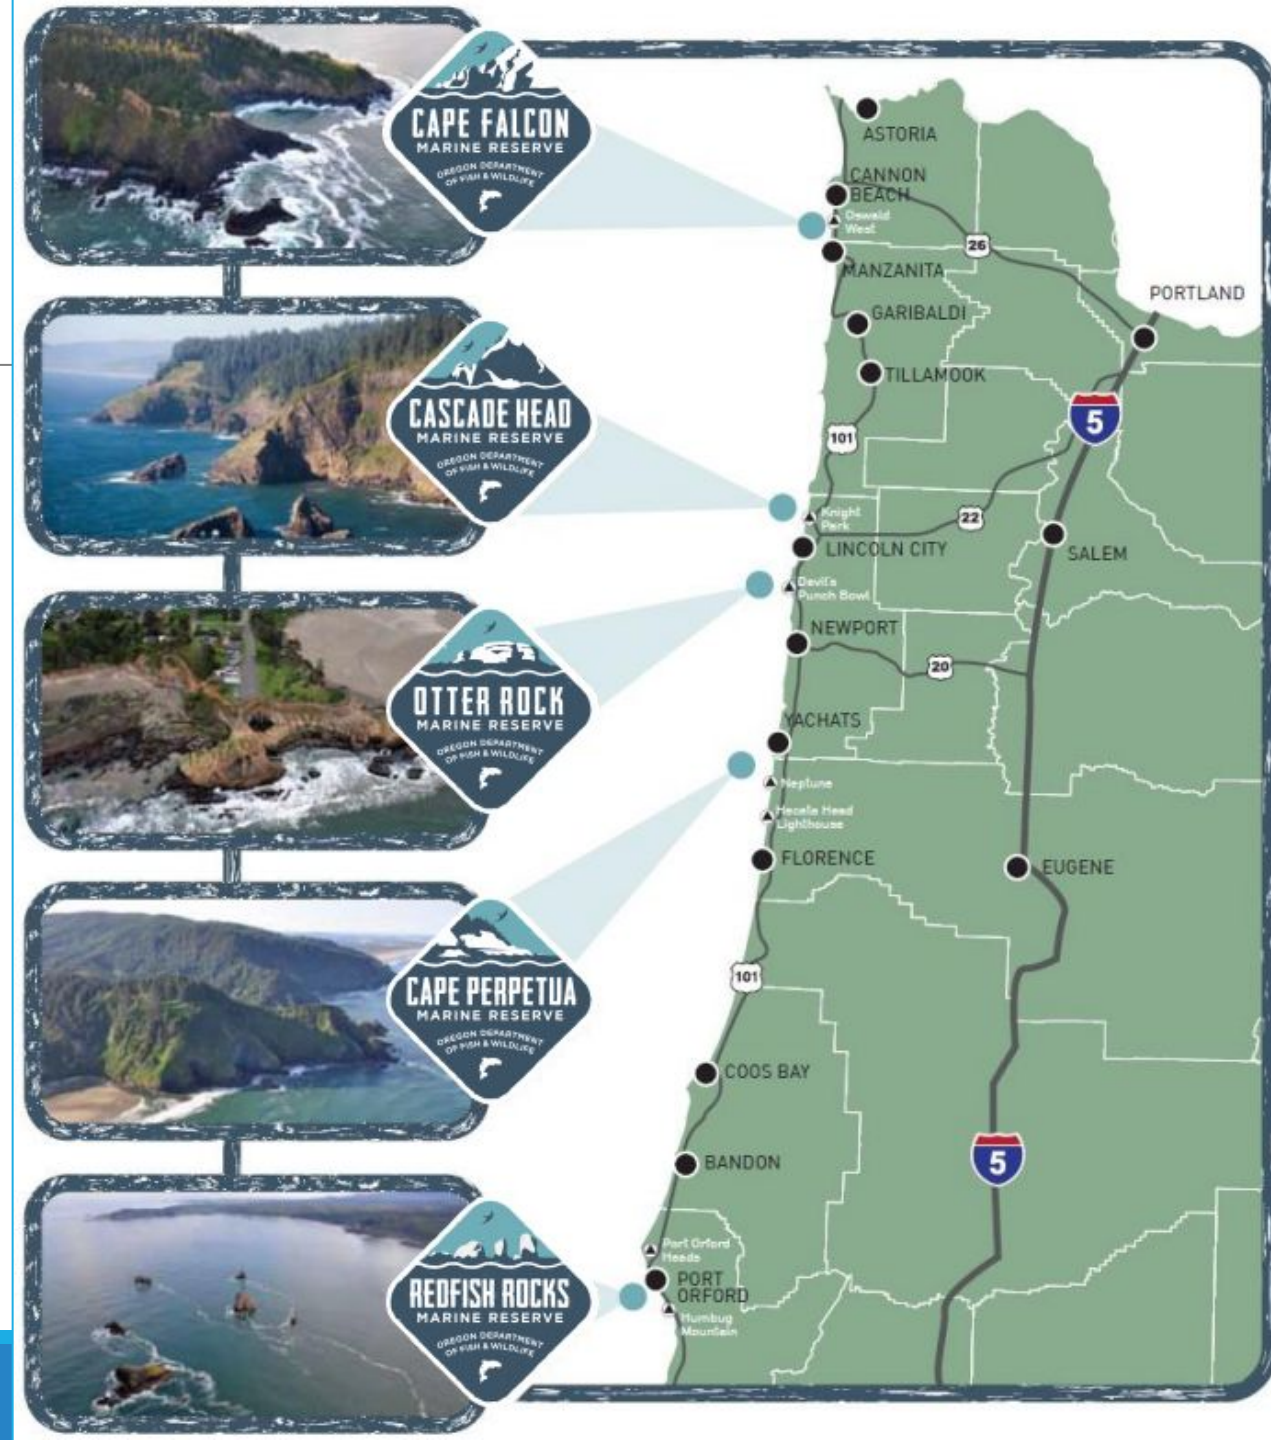 CAPE FALCON
MARINE RESERVE
OREGON DEPARTMENT
OF FISH & WILDLIFE
CASCADE HEAD
MARINE RESERVE
OREGON DEPARTMENT
OF FISH & WILDLIFE
OTTER ROCK
MARINE RESERVE
OREGON DEPARTMENT
OF FISH & WILDLIFE
CAPE PERPETUA
MARINE RESERVE
OREGON DEPARTMENT
OF FISH & WILDLIFE
REDFISH ROCKS
MARINE RESERVE
OREGON DEPARTMENT
OF FISH & WILDLIFE
ASTORIA
CANNON
BEACH
Oswald
West
26
MANZANITA
PORTLAND
GARIBALDI
TILLAMOOK
5
101
Knight
Park
22
LINCOLN CITY
SALEM
Devil's
Punch Bowl
NEWPORT
20
YACHATS
Neptune
Heceta Head
Lighthouse
FLORENCE
EUGENE
101
COOS BAY
5
BANDON
Port Orford
Heads
PORT
ORFORD
Humbug
Mountain